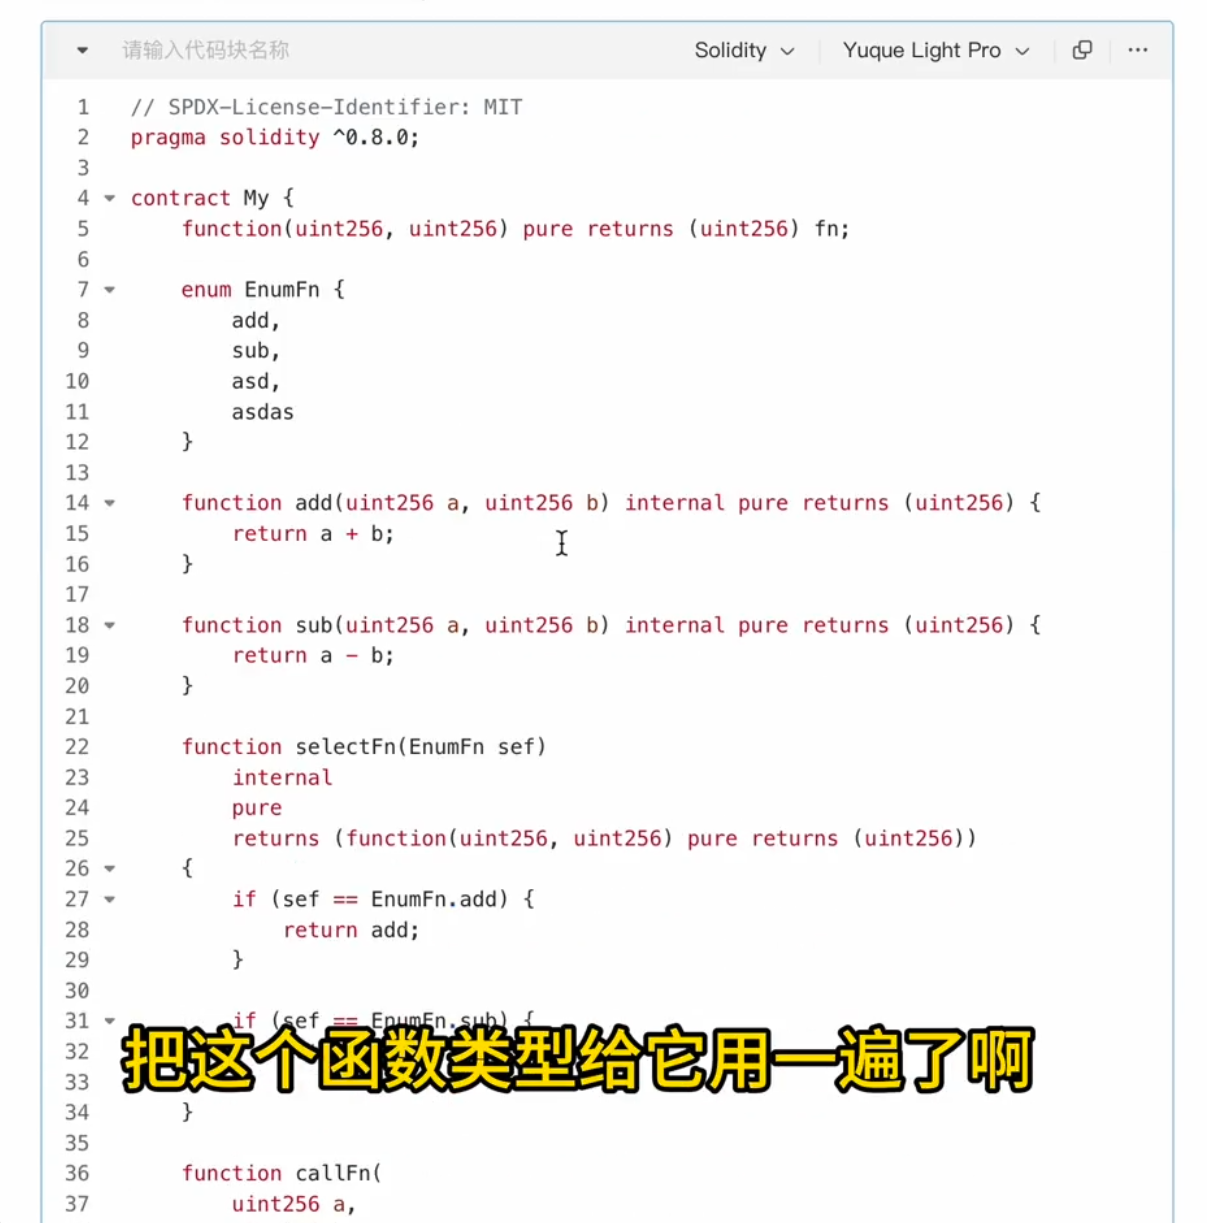 请输入代码块名称 Solidity Yuque Light Pro ...
1 // SPDX-License-Identifier: MIT
2 pragma solidity ^0.8.0;
3
4 contract My {
5 function(uint256, uint256) pure returns (uint256) fn;
6
7 enum EnumFn {
8 add,
9 sub,
10 asd,
11 asdas
12 }
13
14 function add(uint256 a, uint256 b) internal pure returns (uint256) {
15 return a + b;
16 }
17
18 function sub(uint256 a, uint256 b) internal pure returns (uint256) {
19 return a - b;
20 }
21
22 function selectFn(EnumFn sef)
23 internal
24 pure
25 returns (function(uint256, uint256) pure returns (uint256))
26 {
27 if (sef == EnumFn.add) {
28 return add;
29 }
30
31 if (sef == EnumFn.sub) {
32
把这个函数类型给它用一遍了啊
33
34 }
35
36 function callFn(
37 uint256 a,